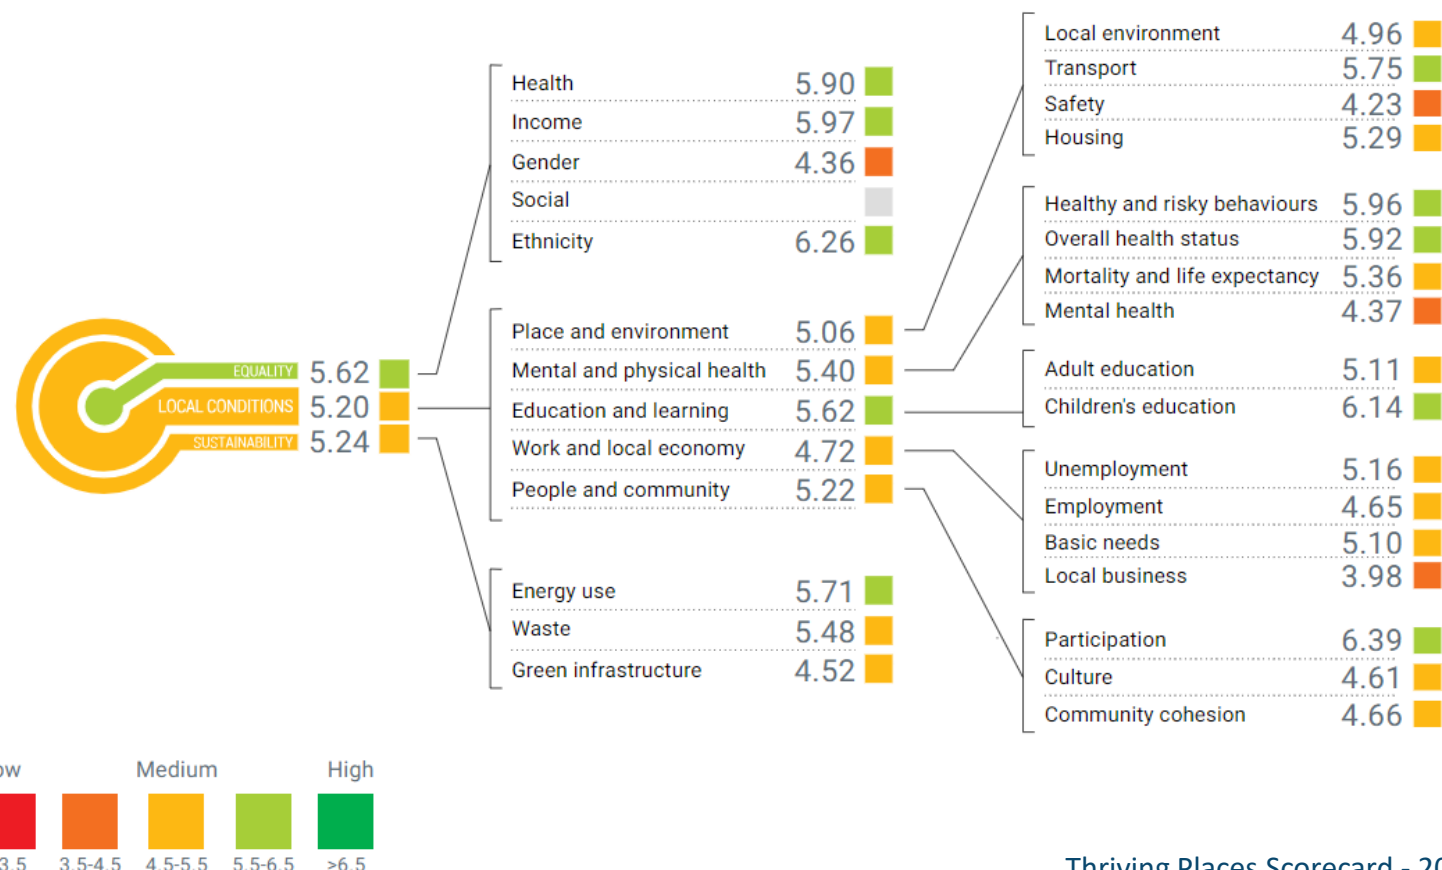 EQUALITY 5.62
LOCAL CONDITIONS 5.20
SUSTAINABILITY 5.24
Health 5.90
Income 5.97
Gender 4.36
Social
Ethnicity 6.26
Place and environment 5.06
Mental and physical health 5.40
Education and learning 5.62
Work and local economy 4.72
People and community 5.22
Energy use 5.71
Waste 5.48
Green infrastructure 4.52
Local environment 4.96
Transport 5.75
Safety 4.23
Housing 5.29
Healthy and risky behaviours 5.96
Overall health status 5.92
Mortality and life expectancy 5.36
Mental health 4.37
Adult education 5.11
Children's education 6.14
Unemployment 5.16
Employment 4.65
Basic needs 5.10
Local business 3.98
Participation 6.39
Culture 4.61
Community cohesion 4.66
Medium High
3.5 3.5-4.5 4.5-5.5 5.5-6.5 >6.5
Thriving Places Scorecard - 20